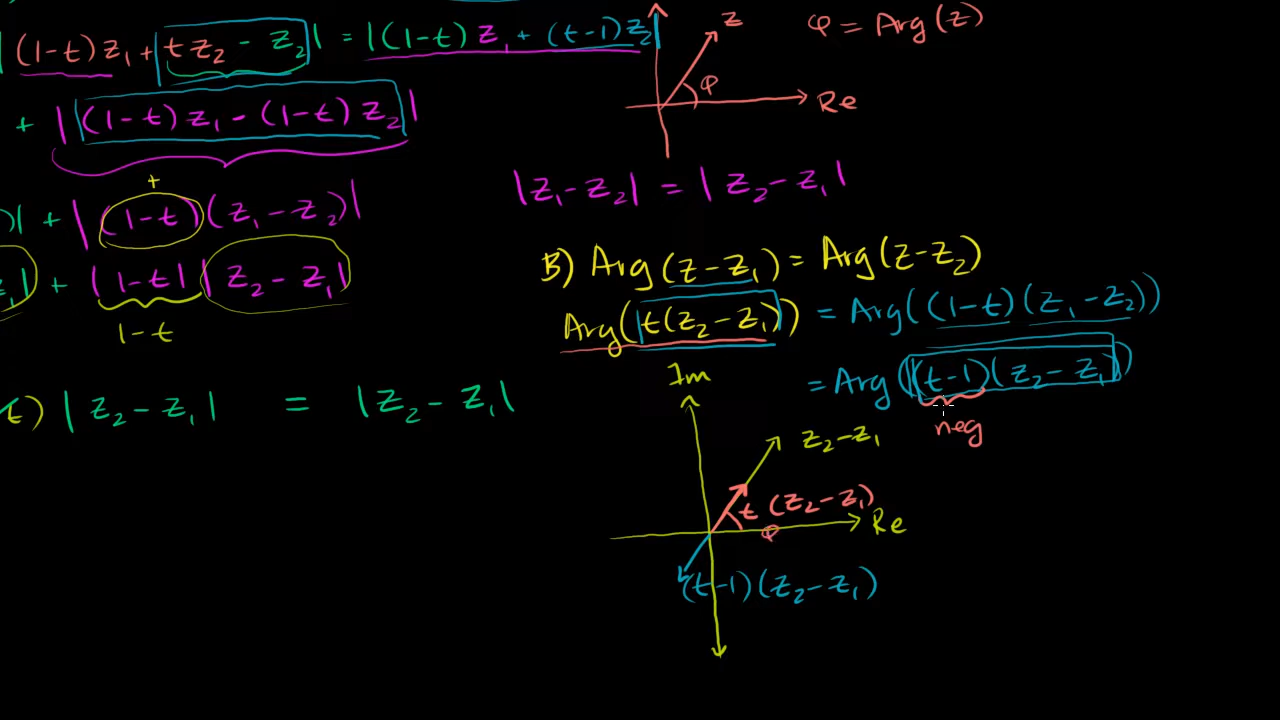 |(1-t)z₁ + |tz₂ - z₂| = |(1-t)z₁ + (t-1)z₂|
+ |(1-t)z₁ - (1-t)z₂|
+
)| + |(1-t)(z₁-z₂)|
z₁| + |1-t||z₂-z₁|
1-t
t)|z₂-z₁| = |z₂-z₁|
z
φ = Arg(z)
φ
Re
|z₁-z₂| = |z₂-z₁|
B) Arg(z-z₁) = Arg(z-z₂)
Arg(t(z₂-z₁)) = Arg((1-t)(z₁-z₂))
= Arg((t-1)(z₂-z₁))
neg
Im
z₂-z₁
t(z₂-z₁)
φ
Re
(t-1)(z₂-z₁)